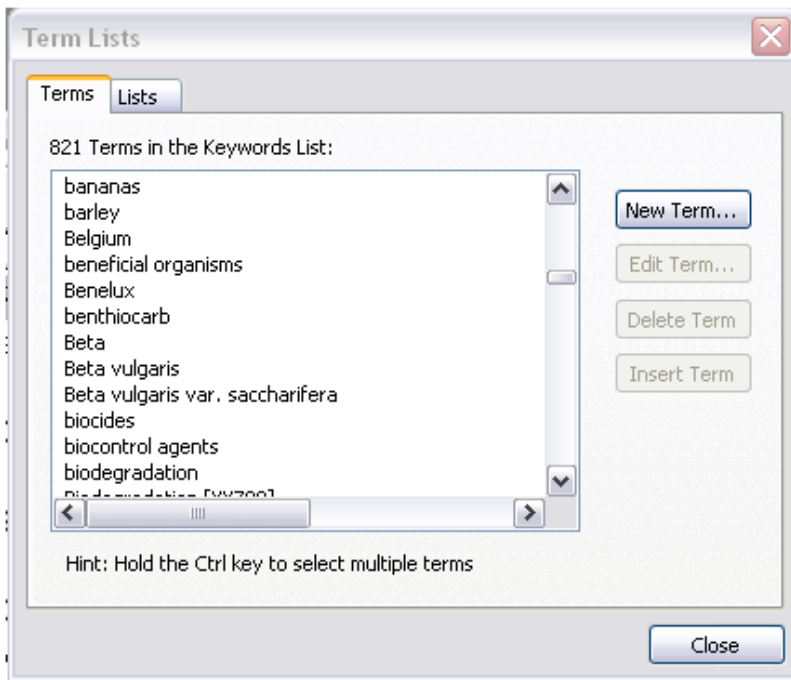 Term Lists
Terms
Lists
821 Terms in the Keywords List:
bananas
barley
Belgium
beneficial organisms
Benelux
benthiocarb
Beta
Beta vulgaris
Beta vulgaris var. saccharifera
biocides
biocontrol agents
biodegradation
New Term...
Edit Term...
Delete Term
Insert Term
Hint: Hold the Ctrl key to select multiple terms
Close